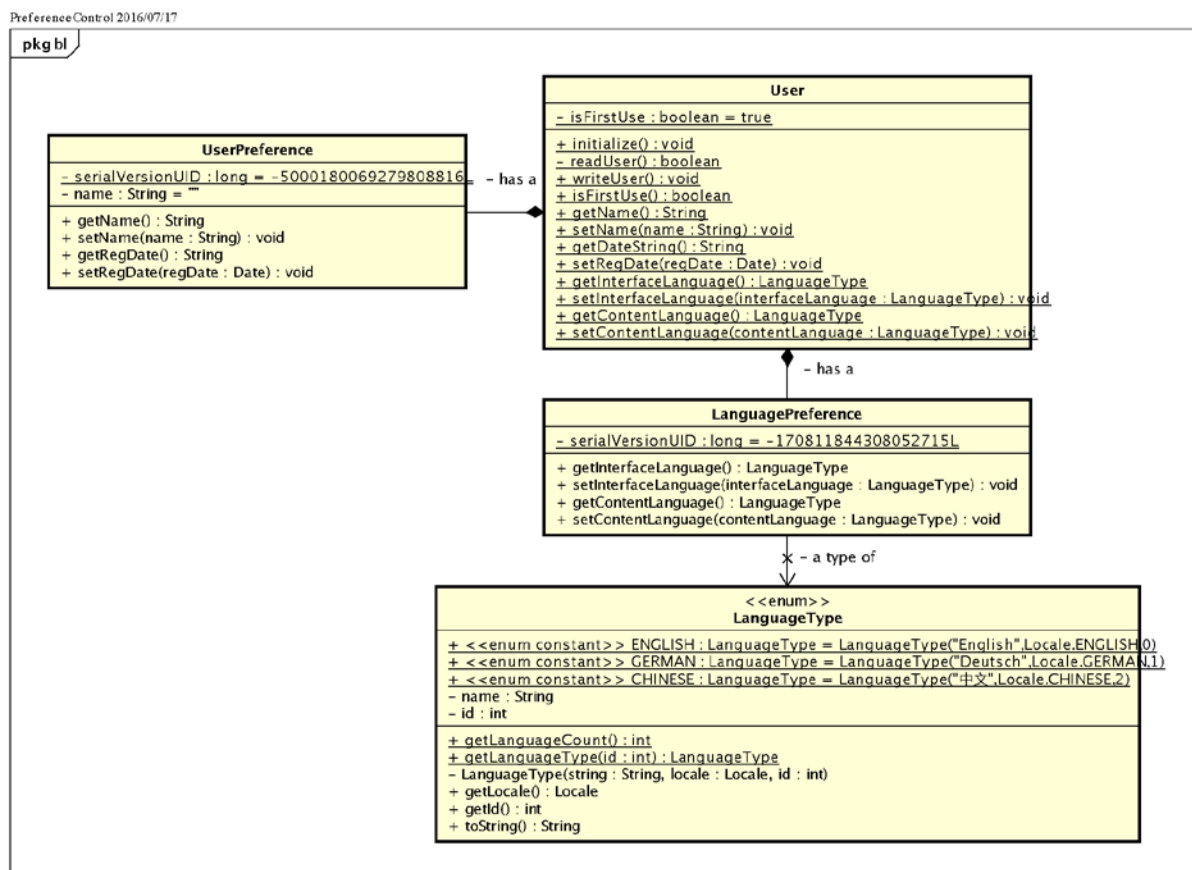 PreferenceControl 2016/07/17
pkg bl
User
- isFirstUse : boolean = true
+ initialize() : void
- readUser() : boolean
+ writeUser() : void
+ isFirstUse() : boolean
+ getName() : String
+ setName(name : String) : void
+ getDateString() : String
+ setRegDate(regDate : Date) : void
+ getInterfaceLanguage() : LanguageType
+ setInterfaceLanguage(interfaceLanguage : LanguageType) : void
+ getContentLanguage() : LanguageType
+ setContentLanguage(contentLanguage : LanguageType) : void
UserPreference
- serialVersionUID : long = -5000180069279808816
- name : String = ""
+ getName() : String
+ setName(name : String) : void
+ getRegDate() : String
+ setRegDate(regDate : Date) : void
- has a
- has a
LanguagePreference
- serialVersionUID : long = -170811844308052715L
+ getInterfaceLanguage() : LanguageType
+ setInterfaceLanguage(interfaceLanguage : LanguageType) : void
+ getContentLanguage() : LanguageType
+ setContentLanguage(contentLanguage : LanguageType) : void
- a type of
<<enum>>
LanguageType
+ <<enum constant>> ENGLISH : LanguageType = LanguageType("English",Locale.ENGLISH,0)
+ <<enum constant>> GERMAN : LanguageType = LanguageType("Deutsch",Locale.GERMAN,1)
+ <<enum constant>> CHINESE : LanguageType = LanguageType("中文",Locale.CHINESE,2)
- name : String
- id : int
+ getLanguageCount() : int
+ getLanguageType(id : int) : LanguageType
- LanguageType(string : String, locale : Locale, id : int)
+ getLocale() : Locale
+ getId() : int
+ toString() : String